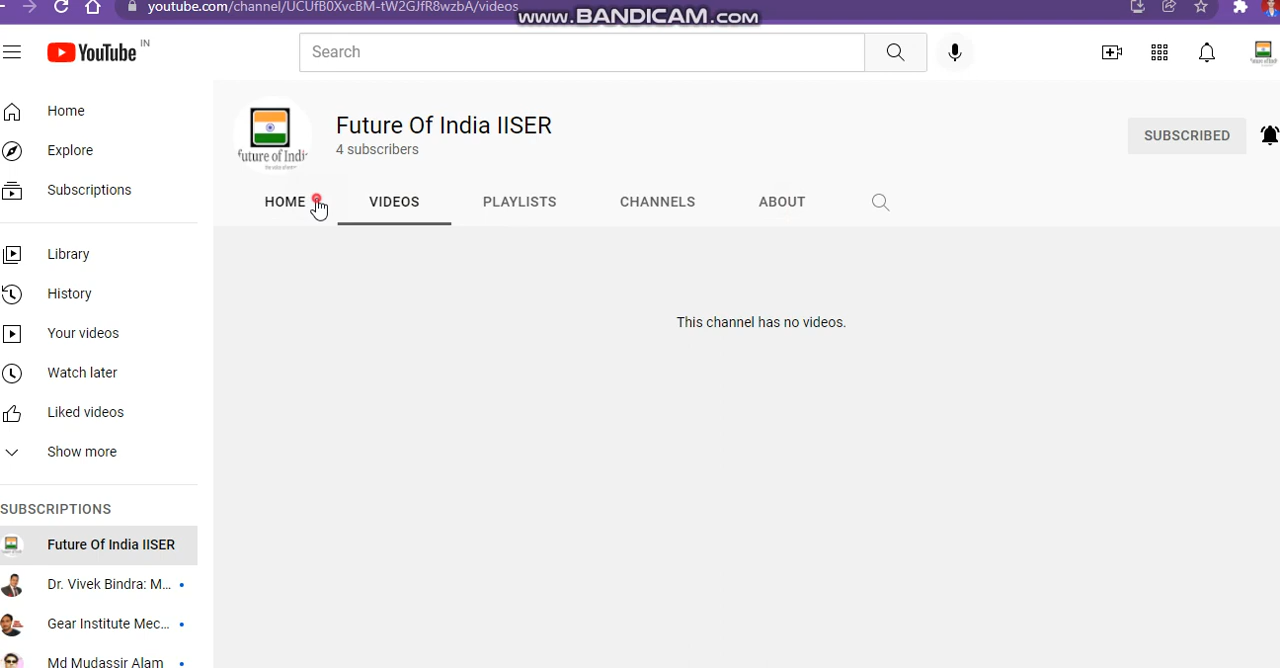 youtube.com/channel/UCUfB0XvcBM-tW2GJfR8wzbA/videos
www.BANDICAM.com
YouTube IN
Search
Future Of India IISER
4 subscribers
SUBSCRIBED
HOME
VIDEOS
PLAYLISTS
CHANNELS
ABOUT
This channel has no videos.
Home
Explore
Subscriptions
Library
History
Your videos
Watch later
Liked videos
Show more
SUBSCRIPTIONS
Future Of India IISER
Dr. Vivek Bindra: M...
Gear Institute Mec...
Md Mudassir Alam